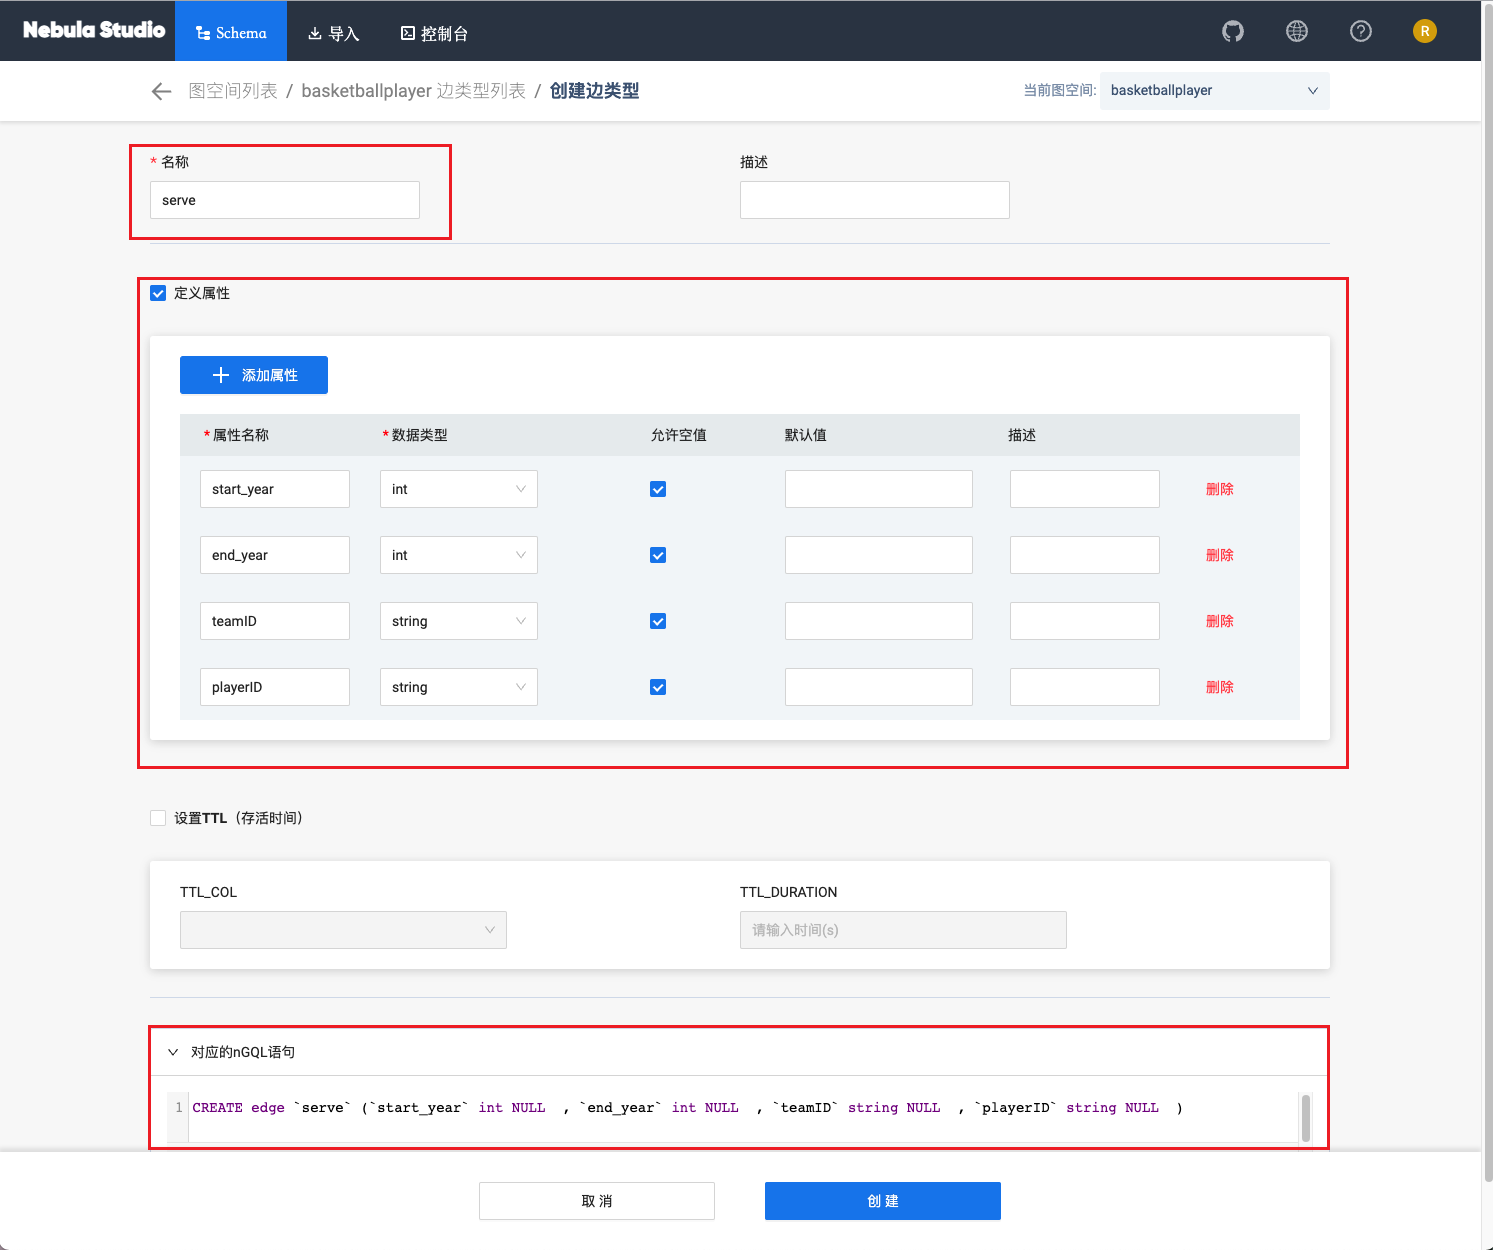 Nebula Studio Schema 导入 控制台 R
图空间列表 / basketballplayer 边类型列表 / 创建边类型 当前图空间: basketballplayer
* 名称 描述
serve
定义属性
添加属性
* 属性名称 * 数据类型 允许空值 默认值 描述
start_year int 删除
end_year int 删除
teamID string 删除
playerID string 删除
设置TTL（存活时间）
TTL_COL TTL_DURATION
请输入时间(s)
对应的nGQL语句
1 CREATE edge `serve` (`start_year` int NULL , `end_year` int NULL , `teamID` string NULL , `playerID` string NULL )
取 消 创 建